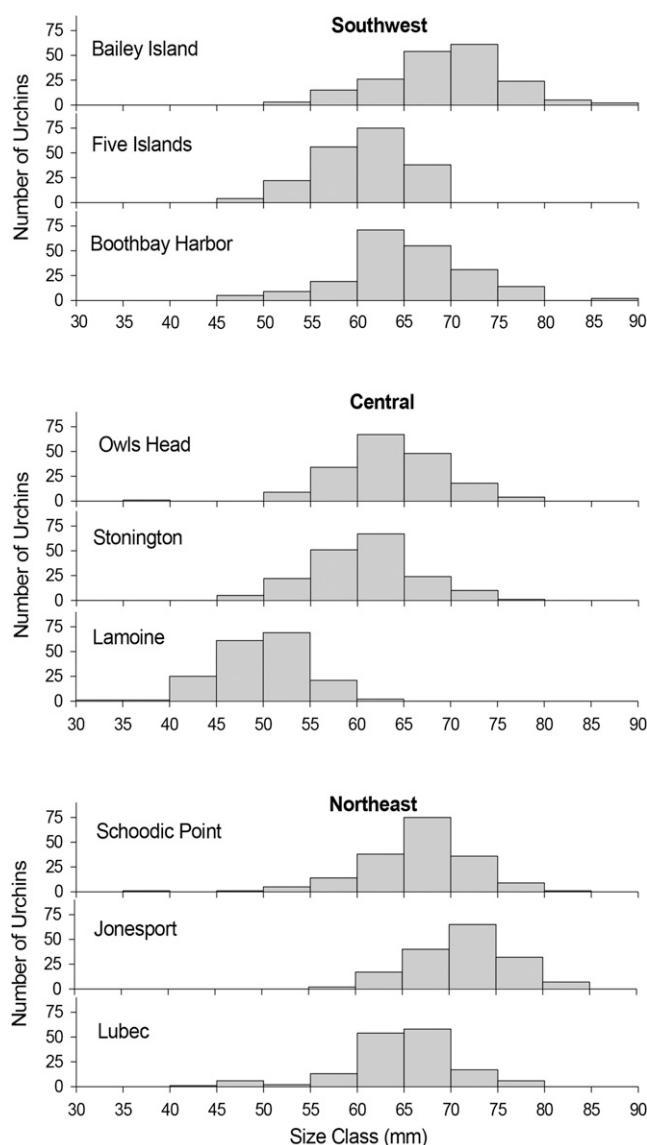 Southwest
Number of Urchins
75
50
25
0
Bailey Island
75
50
25
0
Five Islands
75
50
25
0
Boothbay Harbor
30 35 40 45 50 55 60 65 70 75 80 85 90
Central
Number of Urchins
75
50
25
0
Owls Head
75
50
25
0
Stonington
75
50
25
0
Lamoine
30 35 40 45 50 55 60 65 70 75 80 85 90
Northeast
Number of Urchins
75
50
25
0
Schoodic Point
75
50
25
0
Jonesport
75
50
25
0
Lubec
30 35 40 45 50 55 60 65 70 75 80 85 90
Size Class (mm)